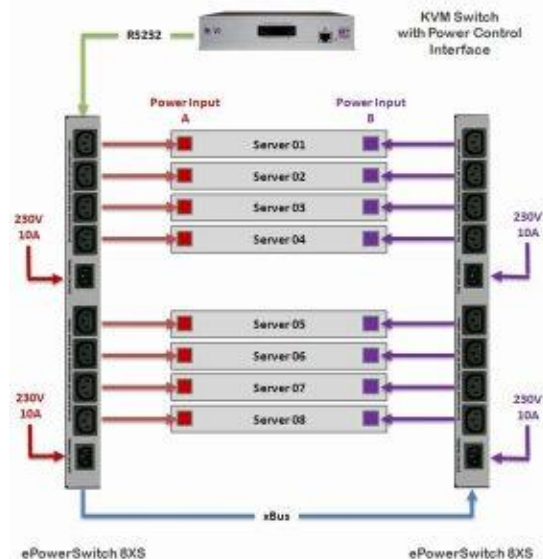 KVM Switch
with Power Control
Interface
RS232
Power Input
A
Power Input
B
Server 01
Server 02
Server 03
Server 04
230V
10A
230V
10A
Server 05
Server 06
Server 07
Server 08
230V
10A
230V
10A
xBus
ePowerSwitch 8XS
ePowerSwitch 8XS